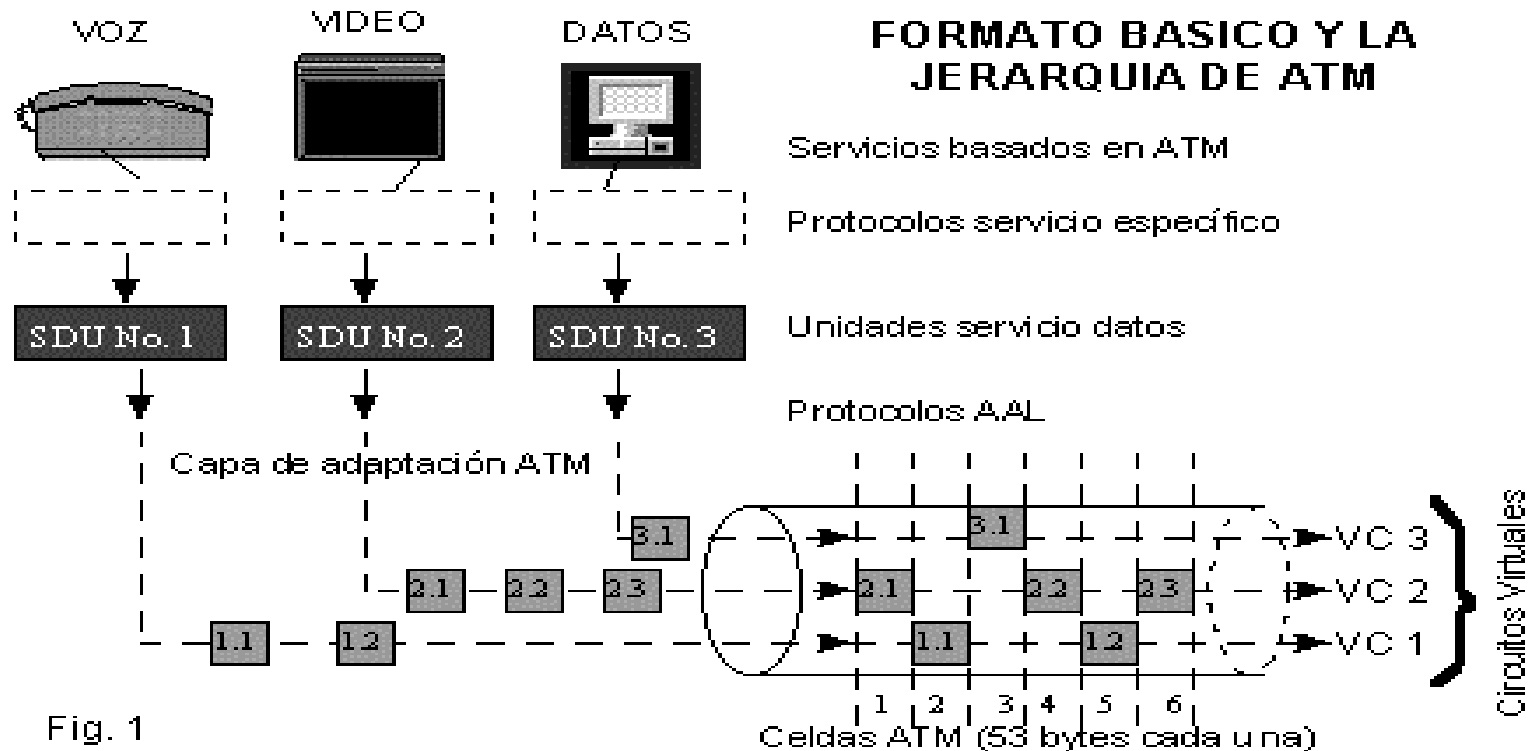 VOZ
VIDEO
DATOS
FORMATO BASICO Y LA
JERARQUIA DE ATM
Servicios basados en ATM
Protocolos servicio específico
SDU No. 1
SDU No. 2
SDU No. 3
Unidades servicio datos
Protocolos AAL
Capa de adaptación ATM
3.1
3.1
VC 3
2.1
2.2
2.3
2.1
2.2
2.3
VC 2
1.1
1.2
1.1
1.2
VC 1
Circuitos Virtuales
1 2 3 4 5 6
Celdas ATM (53 bytes cada una)
Fig. 1